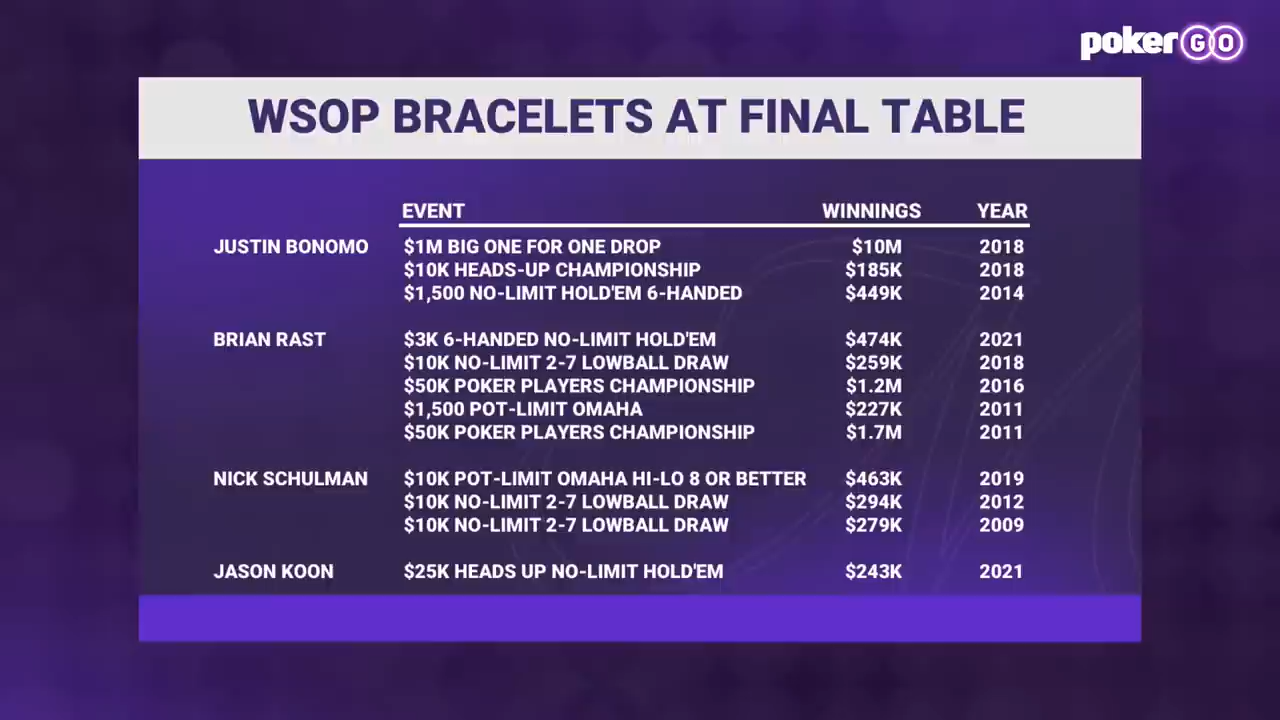 poker GO
WSOP BRACELETS AT FINAL TABLE
EVENT WINNINGS YEAR
JUSTIN BONOMO $1M BIG ONE FOR ONE DROP $10M 2018
$10K HEADS-UP CHAMPIONSHIP $185K 2018
$1,500 NO-LIMIT HOLD'EM 6-HANDED $449K 2014
BRIAN RAST $3K 6-HANDED NO-LIMIT HOLD'EM $474K 2021
$10K NO-LIMIT 2-7 LOWBALL DRAW $259K 2018
$50K POKER PLAYERS CHAMPIONSHIP $1.2M 2016
$1,500 POT-LIMIT OMAHA $227K 2011
$50K POKER PLAYERS CHAMPIONSHIP $1.7M 2011
NICK SCHULMAN $10K POT-LIMIT OMAHA HI-LO 8 OR BETTER $463K 2019
$10K NO-LIMIT 2-7 LOWBALL DRAW $294K 2012
$10K NO-LIMIT 2-7 LOWBALL DRAW $279K 2009
JASON KOON $25K HEADS UP NO-LIMIT HOLD'EM $243K 2021